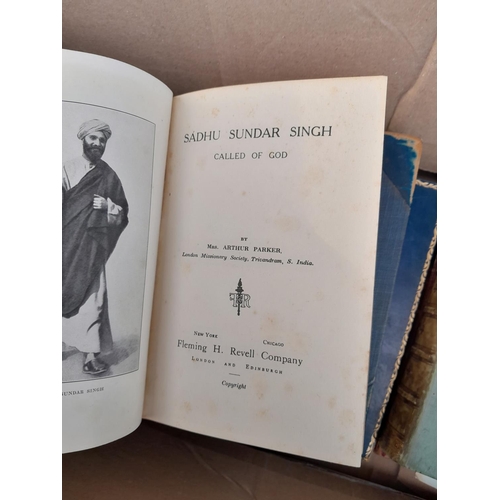 SADHU SUNDAR SINGH
CALLED OF GOD
BY
MRS. ARTHUR PARKER,
London Missionary Society, Trivandrum, S. India.
NEW YORK CHICAGO
Fleming H. Revell Company
LONDON AND EDINBURGH
Copyright
SUNDAR SINGH